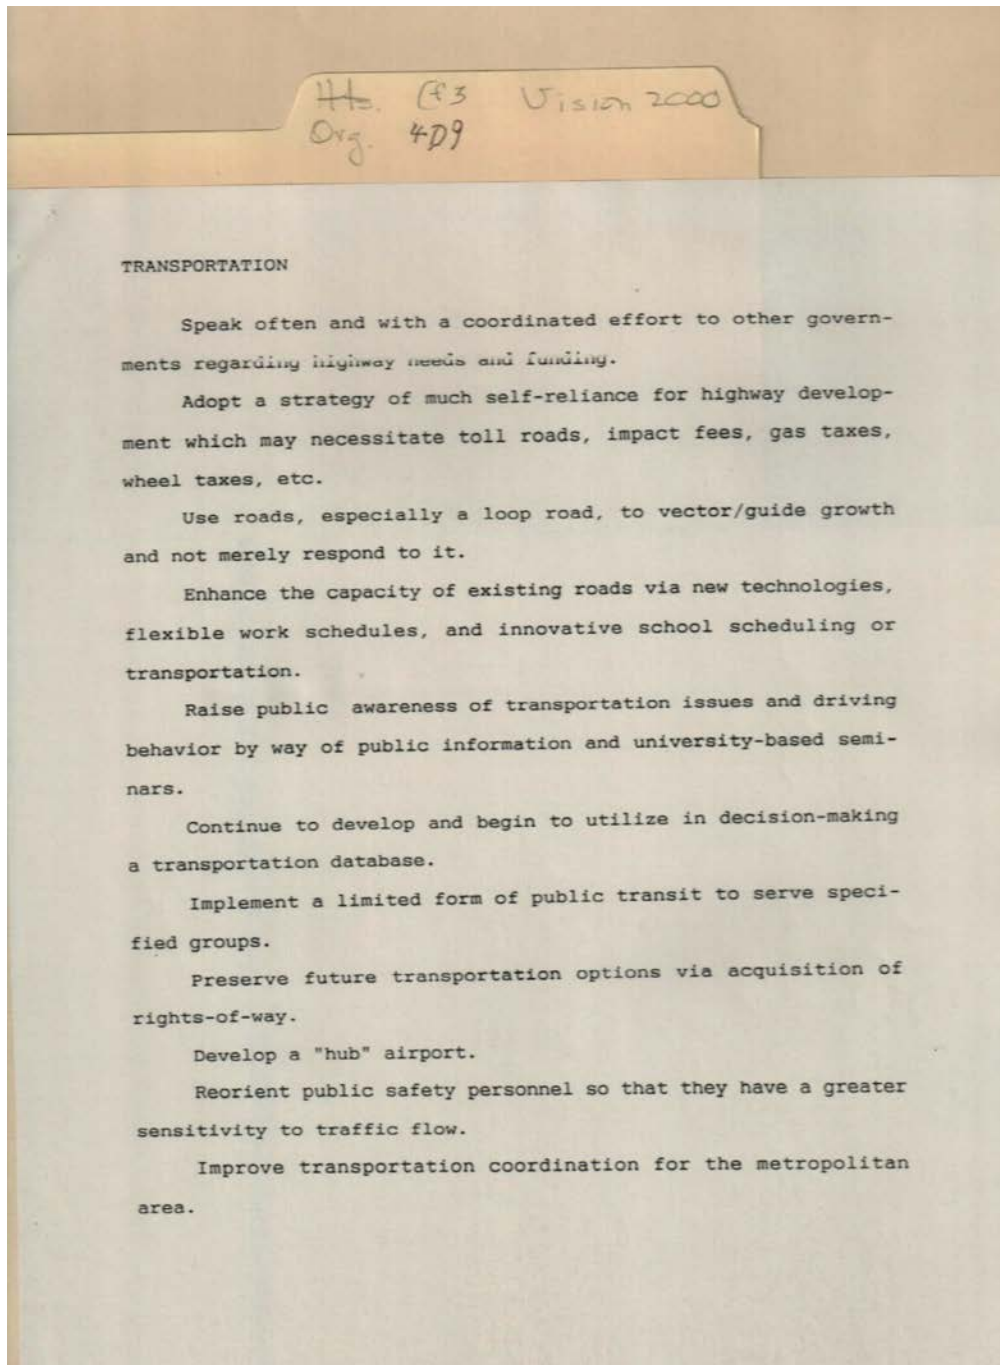 Hts. Cf3 Vision 2000
Org. 4D9
TRANSPORTATION
Speak often and with a coordinated effort to other govern-
ments regarding highway needs and funding.
Adopt a strategy of much self-reliance for highway develop-
ment which may necessitate toll roads, impact fees, gas taxes,
wheel taxes, etc.
Use roads, especially a loop road, to vector/guide growth
and not merely respond to it.
Enhance the capacity of existing roads via new technologies,
flexible work schedules, and innovative school scheduling or
transportation.
Raise public awareness of transportation issues and driving
behavior by way of public information and university-based semi-
nars.
Continue to develop and begin to utilize in decision-making
a transportation database.
Implement a limited form of public transit to serve speci-
fied groups.
Preserve future transportation options via acquisition of
rights-of-way.
Develop a "hub" airport.
Reorient public safety personnel so that they have a greater
sensitivity to traffic flow.
Improve transportation coordination for the metropolitan
area.